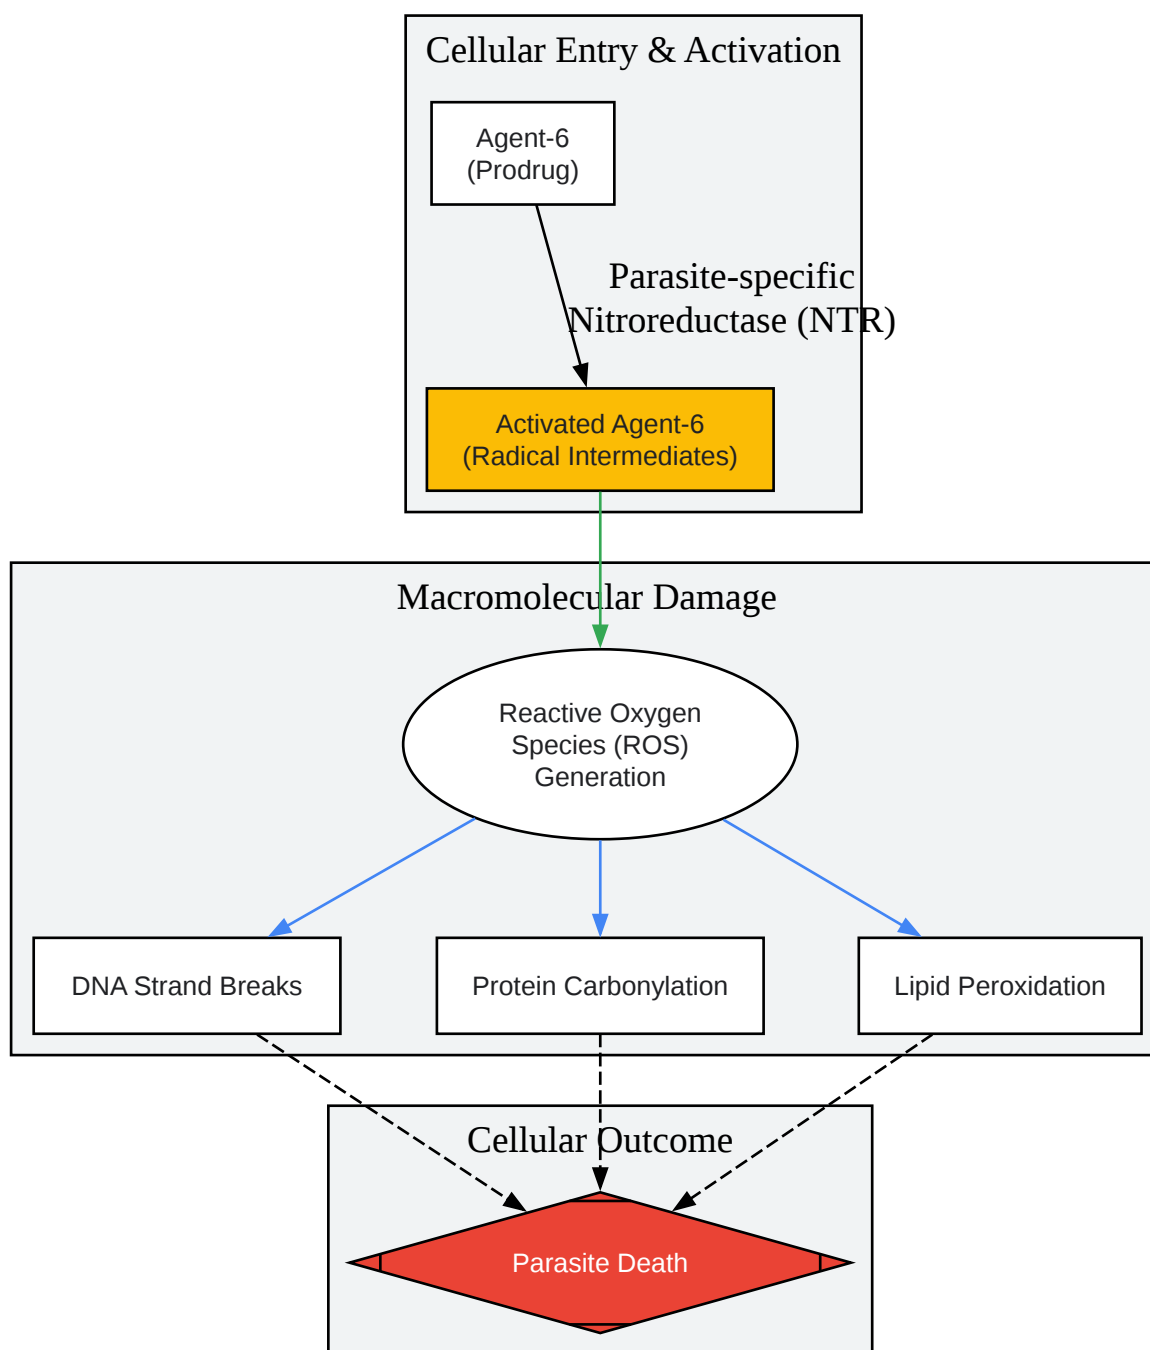 Cellular Entry & Activation
Agent-6
(Prodrug)
Parasite-specific
Nitroreductase (NTR)
Activated Agent-6
(Radical Intermediates)
Macromolecular Damage
Reactive Oxygen
Species (ROS)
Generation
DNA Strand Breaks
Protein Carbonylation
Lipid Peroxidation
Cellular Outcome
Parasite Death